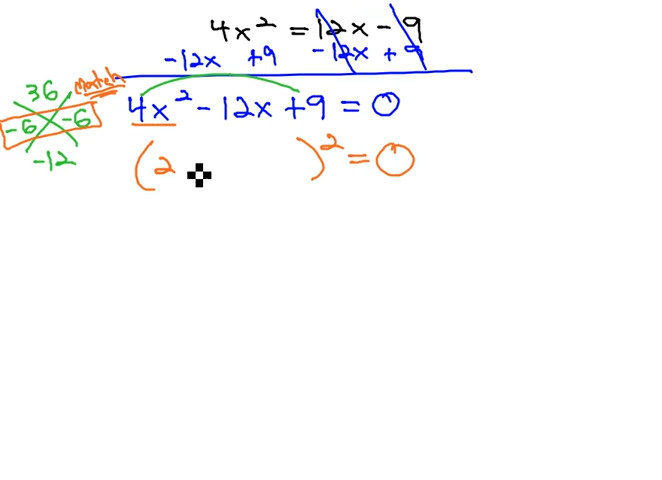 4x² = 12x - 9
-12x +9 -12x + 9
36 match
4x² - 12x + 9 = 0
-6 -6
-12
(2 )² = 0